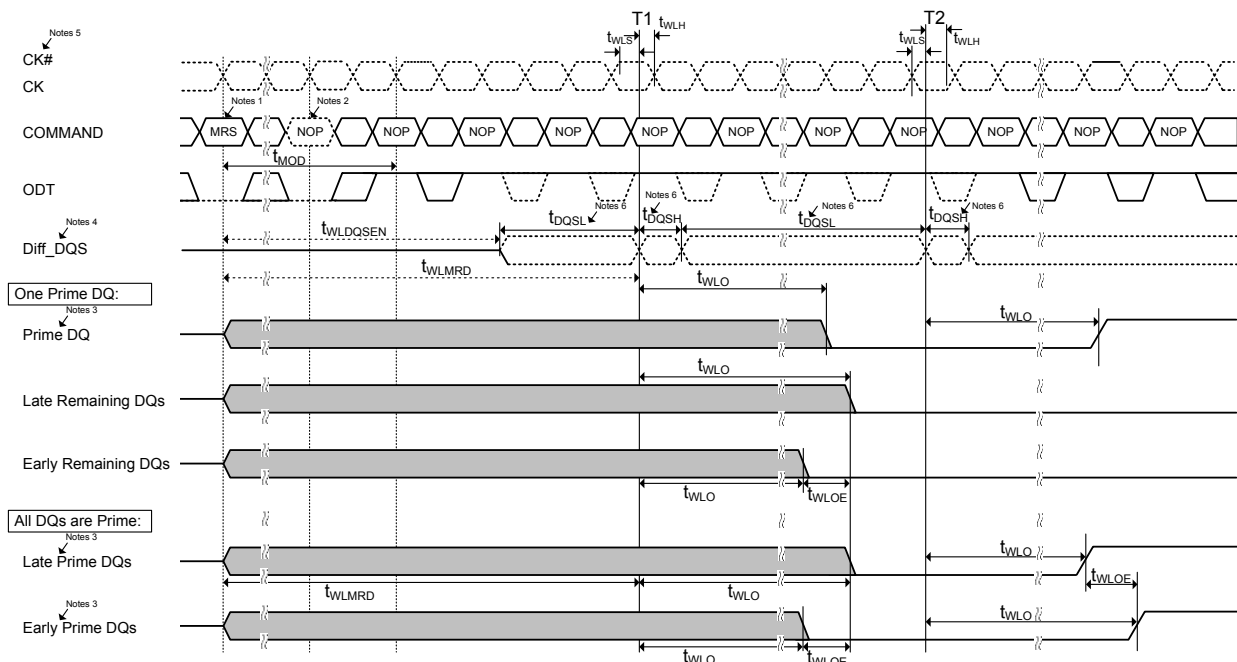 T1 T2
tWLS tWLH tWLS tWLH
Notes 5
CK#
CK
Notes 1 Notes 2
COMMAND MRS NOP NOP NOP NOP NOP NOP NOP NOP NOP NOP NOP
tMOD
ODT
Notes 6 Notes 6 Notes 6 Notes 6
tDQSL tDQSH tDQSL tDQSH
Notes 4
Diff_DQS tWLDQSEN
tWLMRD
tWLO
One Prime DQ:
Notes 3
Prime DQ tWLO
tWLO
Late Remaining DQs
Early Remaining DQs
tWLO tWLOE
All DQs are Prime:
Notes 3
Late Prime DQs tWLO
tWLMRD tWLO tWLOE
Notes 3
Early Prime DQs tWLO
tWLO tWLOE